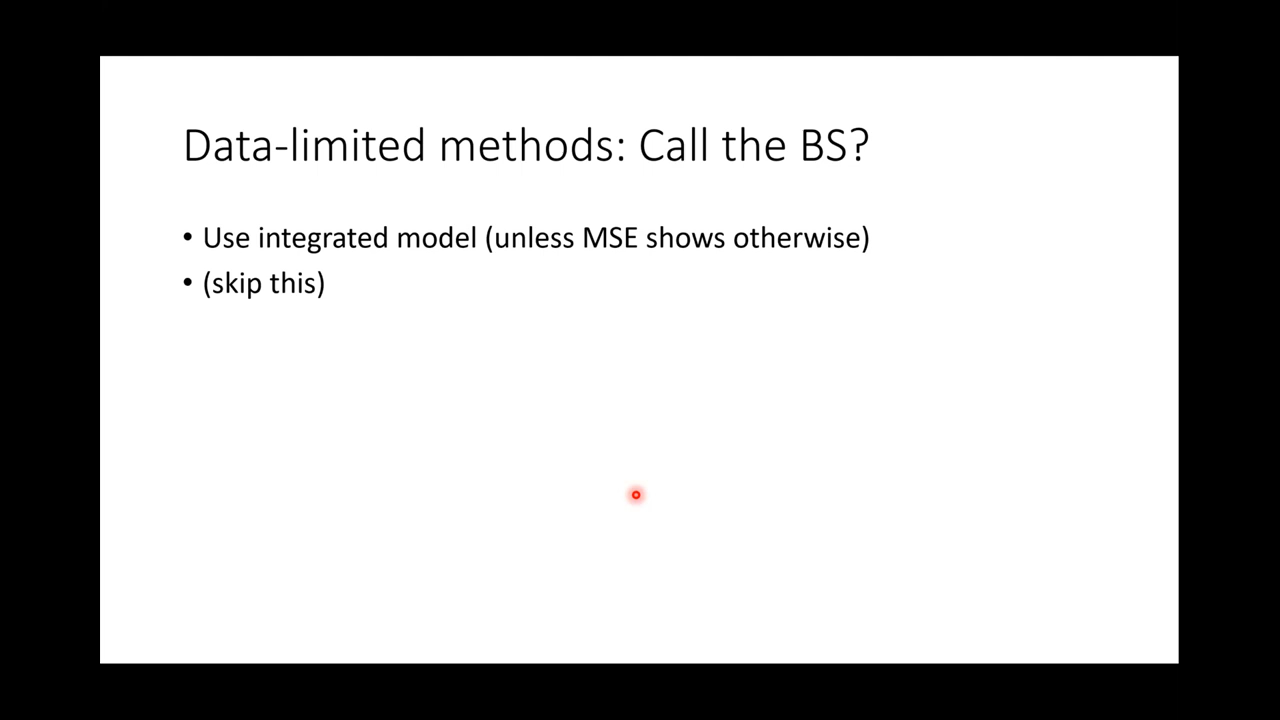 Data-limited methods: Call the BS?
• Use integrated model (unless MSE shows otherwise)
• (skip this)